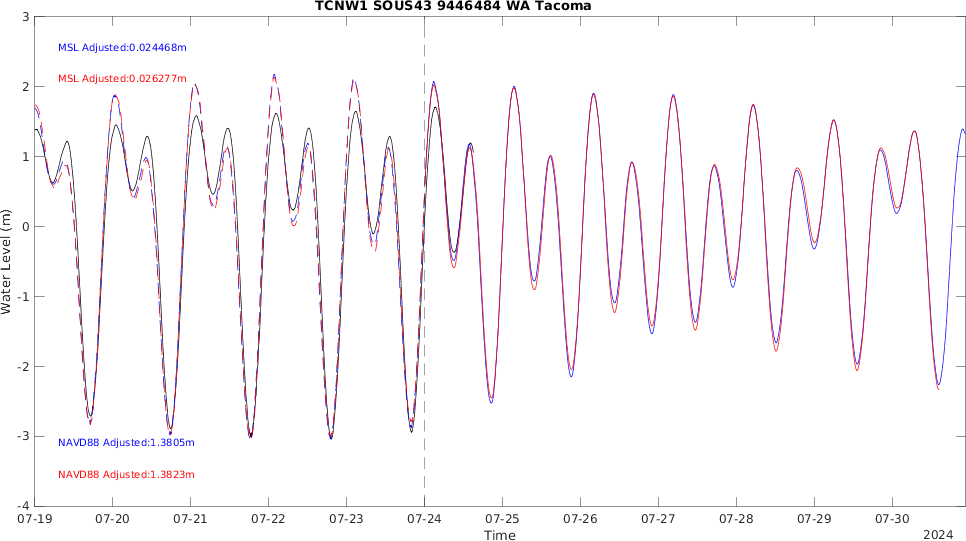 TCNW1 SOUS43 9446484 WA Tacoma
3
MSL Adjusted:0.024468m
MSL Adjusted:0.026277m
2
1
0
Water Level (m)
-1
-2
-3
NAVD88 Adjusted:1.3805m
NAVD88 Adjusted:1.3823m
-4
07-19 07-20 07-21 07-22 07-23 07-24 07-25 07-26 07-27 07-28 07-29 07-30
Time
2024